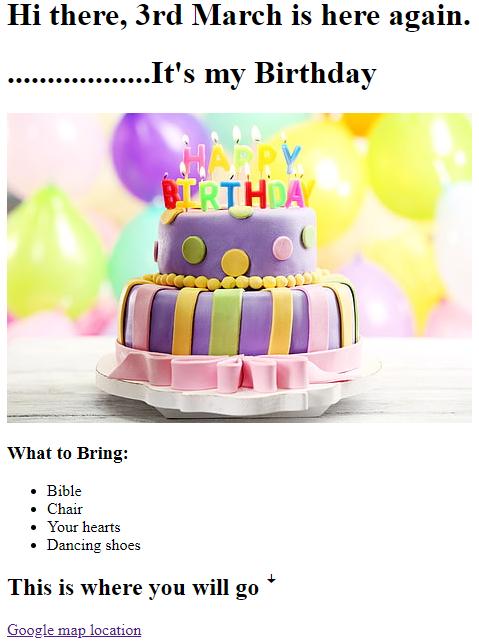 Hi there, 3rd March is here again.
..................It's my Birthday
HAPPY
BIRTHDAY
What to Bring:
Bible
Chair
Your hearts
Dancing shoes
This is where you will go ⸕
Google map location